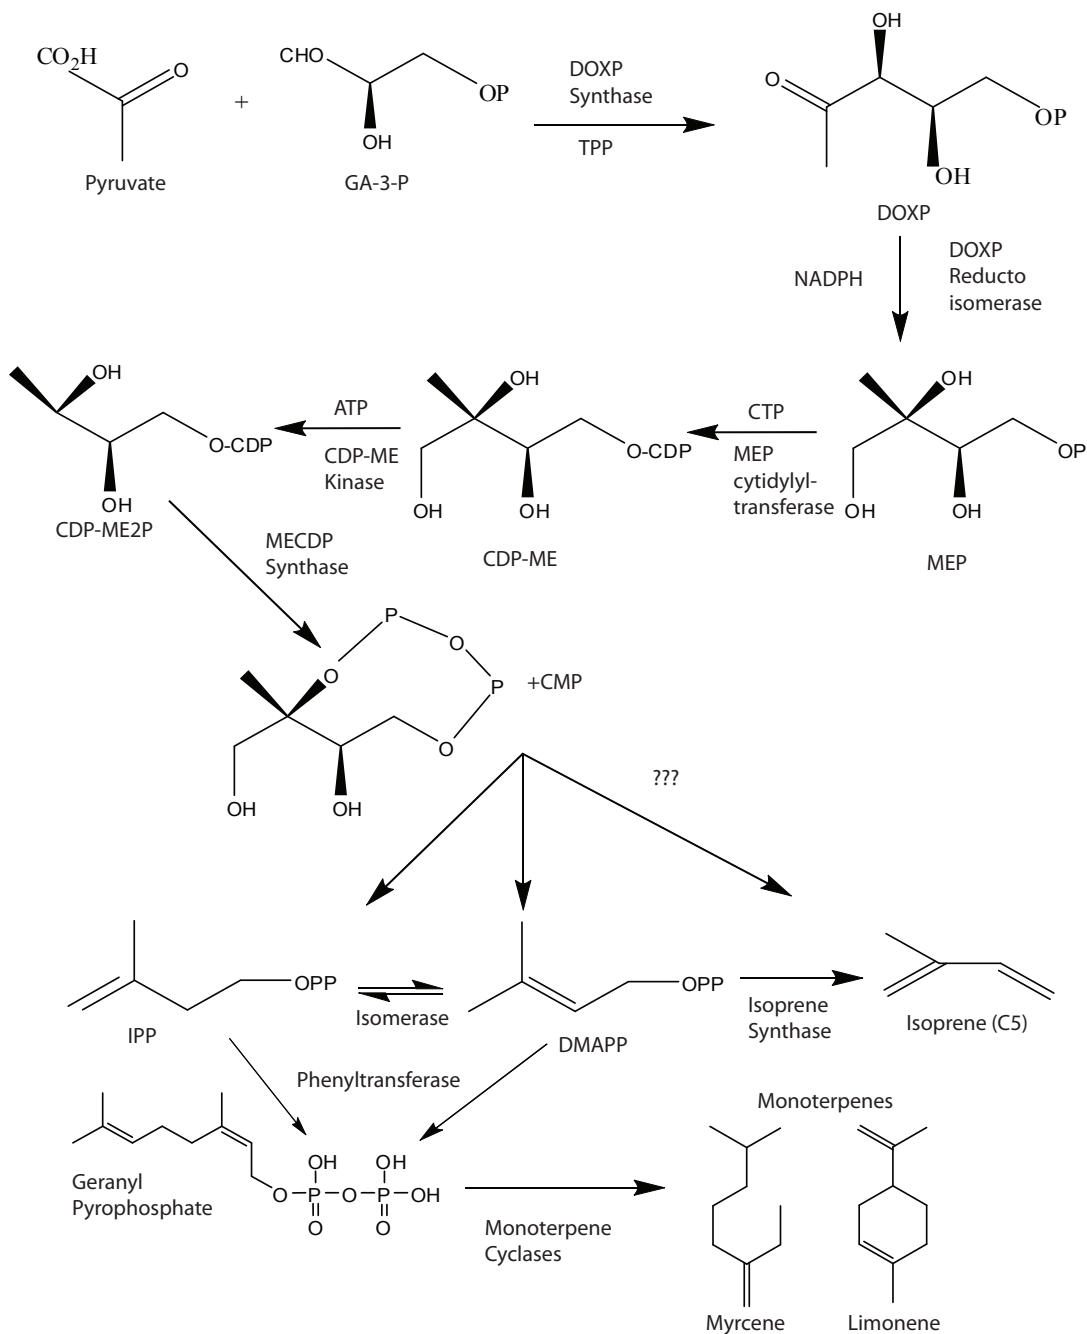 CO₂H
O
+
CHO
OP
OH
Pyruvate
GA-3-P
DOXP
Synthase
TPP
OH
O
OP
OH
DOXP
NADPH
DOXP
Reducto
isomerase
OH
O-CDP
OH
CDP-ME2P
ATP
CDP-ME
Kinase
OH
O-CDP
OH
OH
CDP-ME
CTP
MEP
cytidylyl-
transferase
OH
OP
OH
OH
MEP
MECDP
Synthase
P
O
O
P
+CMP
O
OH
OH
???
OPP
IPP
Isomerase
OPP
DMAPP
Isoprene
Synthase
Isoprene (C5)
Phenyltransferase
Geranyl
Pyrophosphate
OH
OH
O
P
O
P
OH
O
O
Monoterpene
Cyclases
Monoterpenes
Myrcene
Limonene